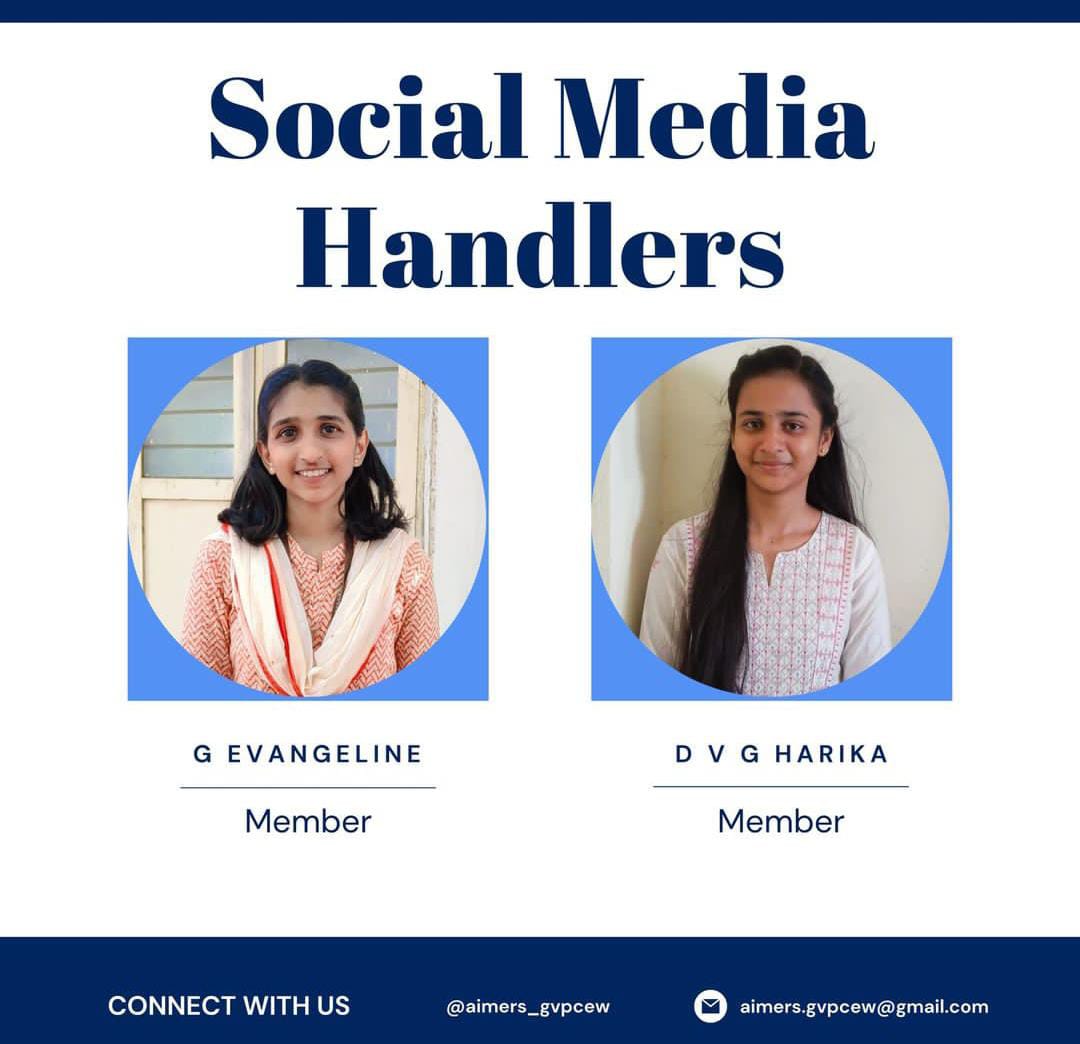 Social Media
Handlers
G EVANGELINE
Member
D V G HARIKA
Member
CONNECT WITH US
@aimers_gvpcew
aimers.gvpcew@gmail.com